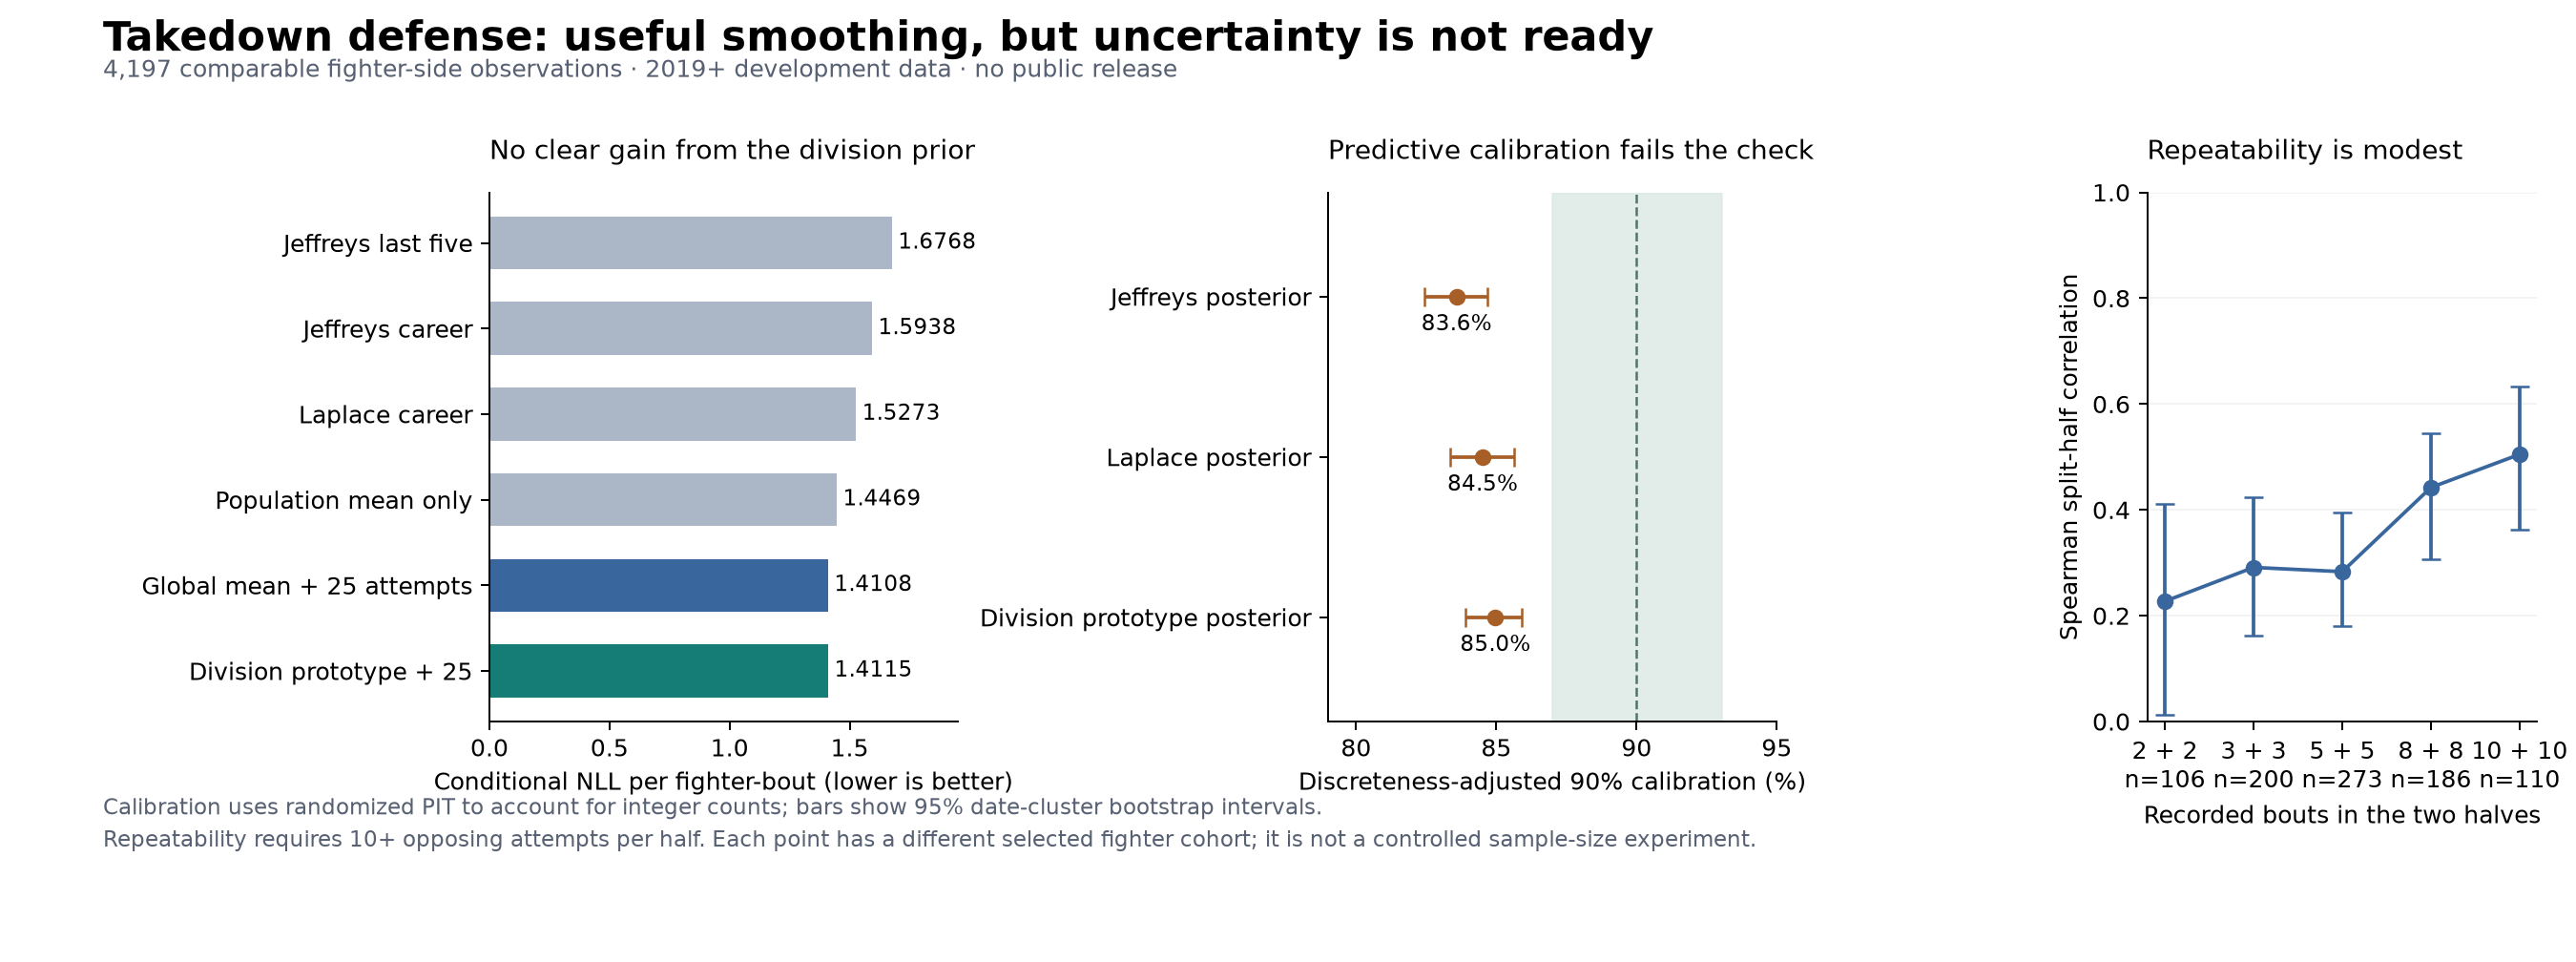 Takedown defense: useful smoothing, but uncertainty is not ready
4,197 comparable fighter-side observations · 2019+ development data · no public release
No clear gain from the division prior
Jeffreys last five
1.6768
Jeffreys career
1.5938
Laplace career
1.5273
Population mean only
1.4469
Global mean + 25 attempts
1.4108
Division prototype + 25
1.4115
0.0 0.5 1.0 1.5
Conditional NLL per fighter-bout (lower is better)
Predictive calibration fails the check
Jeffreys posterior
83.6%
Laplace posterior
84.5%
Division prototype posterior
85.0%
80 85 90 95
Discreteness-adjusted 90% calibration (%)
Repeatability is modest
Spearman split-half correlation
1.0
0.8
0.6
0.4
0.2
0.0
2 + 2 3 + 3 5 + 5 8 + 8 10 + 10
n=106 n=200 n=273 n=186 n=110
Recorded bouts in the two halves
Calibration uses randomized PIT to account for integer counts; bars show 95% date-cluster bootstrap intervals.
Repeatability requires 10+ opposing attempts per half. Each point has a different selected fighter cohort; it is not a controlled sample-size experiment.